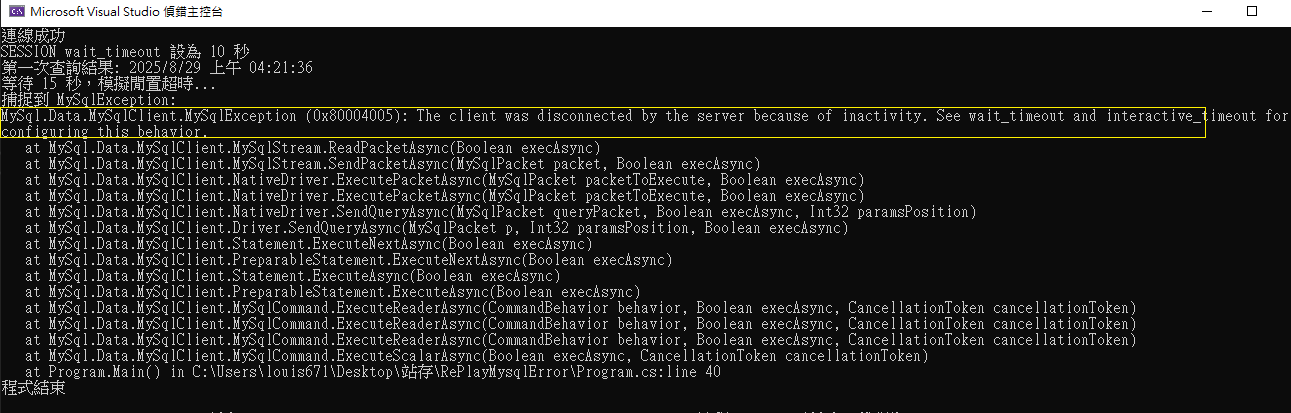 Microsoft Visual Studio 偵錯主控台
連線成功
SESSION wait_timeout 設為 10 秒
第一次查詢結果: 2025/8/29 上午 04:21:36
等待 15 秒，模擬閒置超時...
捕捉到 MySqlException:
MySql.Data.MySqlClient.MySqlException (0x80004005): The client was disconnected by the server because of inactivity. See wait_timeout and interactive_timeout for
configuring this behavior.
   at MySql.Data.MySqlClient.MySqlStream.ReadPacketAsync(Boolean execAsync)
   at MySql.Data.MySqlClient.MySqlStream.SendPacketAsync(MySqlPacket packet, Boolean execAsync)
   at MySql.Data.MySqlClient.NativeDriver.ExecutePacketAsync(MySqlPacket packetToExecute, Boolean execAsync)
   at MySql.Data.MySqlClient.NativeDriver.ExecutePacketAsync(MySqlPacket packetToExecute, Boolean execAsync)
   at MySql.Data.MySqlClient.NativeDriver.SendQueryAsync(MySqlPacket queryPacket, Boolean execAsync, Int32 paramsPosition)
   at MySql.Data.MySqlClient.Driver.SendQueryAsync(MySqlPacket p, Int32 paramsPosition, Boolean execAsync)
   at MySql.Data.MySqlClient.Statement.ExecuteNextAsync(Boolean execAsync)
   at MySql.Data.MySqlClient.PreparableStatement.ExecuteNextAsync(Boolean execAsync)
   at MySql.Data.MySqlClient.Statement.ExecuteAsync(Boolean execAsync)
   at MySql.Data.MySqlClient.PreparableStatement.ExecuteAsync(Boolean execAsync)
   at MySql.Data.MySqlClient.MySqlCommand.ExecuteReaderAsync(CommandBehavior behavior, Boolean execAsync, CancellationToken cancellationToken)
   at MySql.Data.MySqlClient.MySqlCommand.ExecuteReaderAsync(CommandBehavior behavior, Boolean execAsync, CancellationToken cancellationToken)
   at MySql.Data.MySqlClient.MySqlCommand.ExecuteReaderAsync(CommandBehavior behavior, Boolean execAsync, CancellationToken cancellationToken)
   at MySql.Data.MySqlClient.MySqlCommand.ExecuteScalarAsync(Boolean execAsync, CancellationToken cancellationToken)
   at Program.Main() in C:\Users\louis671\Desktop\站存\RePlayMysqlError\Program.cs:line 40
程式結束